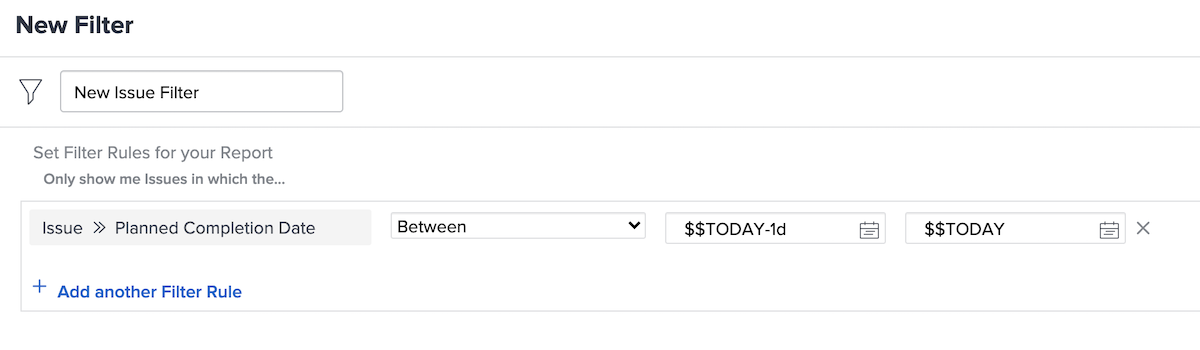 New Filter
New Issue Filter
Set Filter Rules for your Report
Only show me Issues in which the...
Issue Planned Completion Date Between $$TODAY-1d $$TODAY
Add another Filter Rule